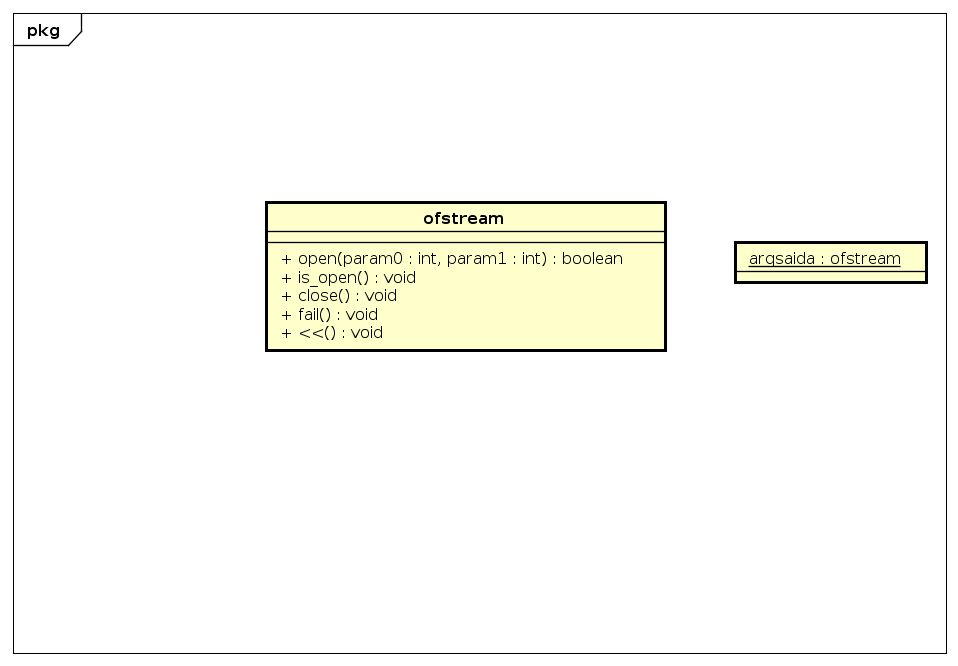 pkg
ofstream
+ open(param0 : int, param1 : int) : boolean
+ is_open() : void
+ close() : void
+ fail() : void
+ <<() : void
arqsaida : ofstream